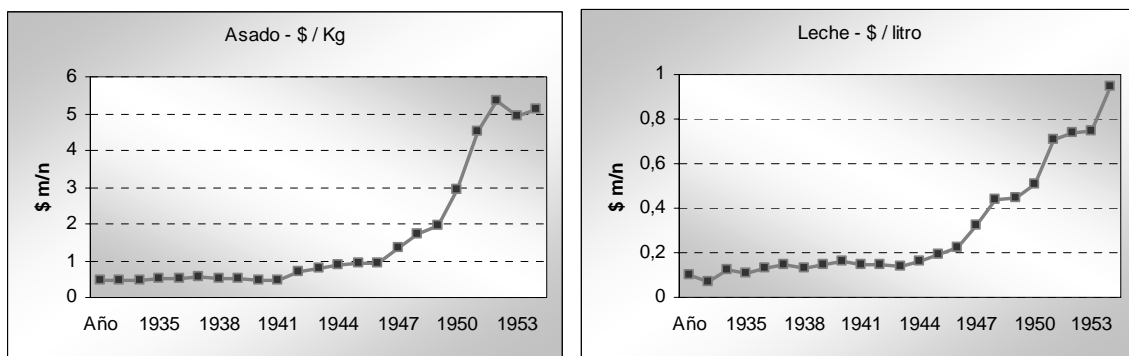 Asado - $ / Kg
$ m/n
6
5
4
3
2
1
0
Año 1935 1938 1941 1944 1947 1950 1953
Leche - $ / litro
$ m/n
1
0,8
0,6
0,4
0,2
0
Año 1935 1938 1941 1944 1947 1950 1953